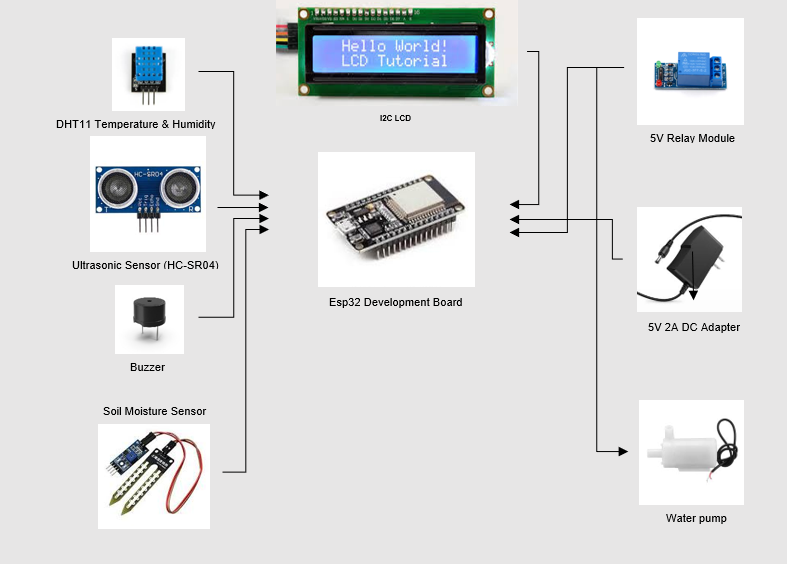 Hello World!
LCD Tutorial
I2C LCD
DHT11 Temperature & Humidity
HC-SR04
T
R
Ultrasonic Sensor (HC-SR04)
Buzzer
Soil Moisture Sensor
Esp32 Development Board
5V Relay Module
5V 2A DC Adapter
Water pump